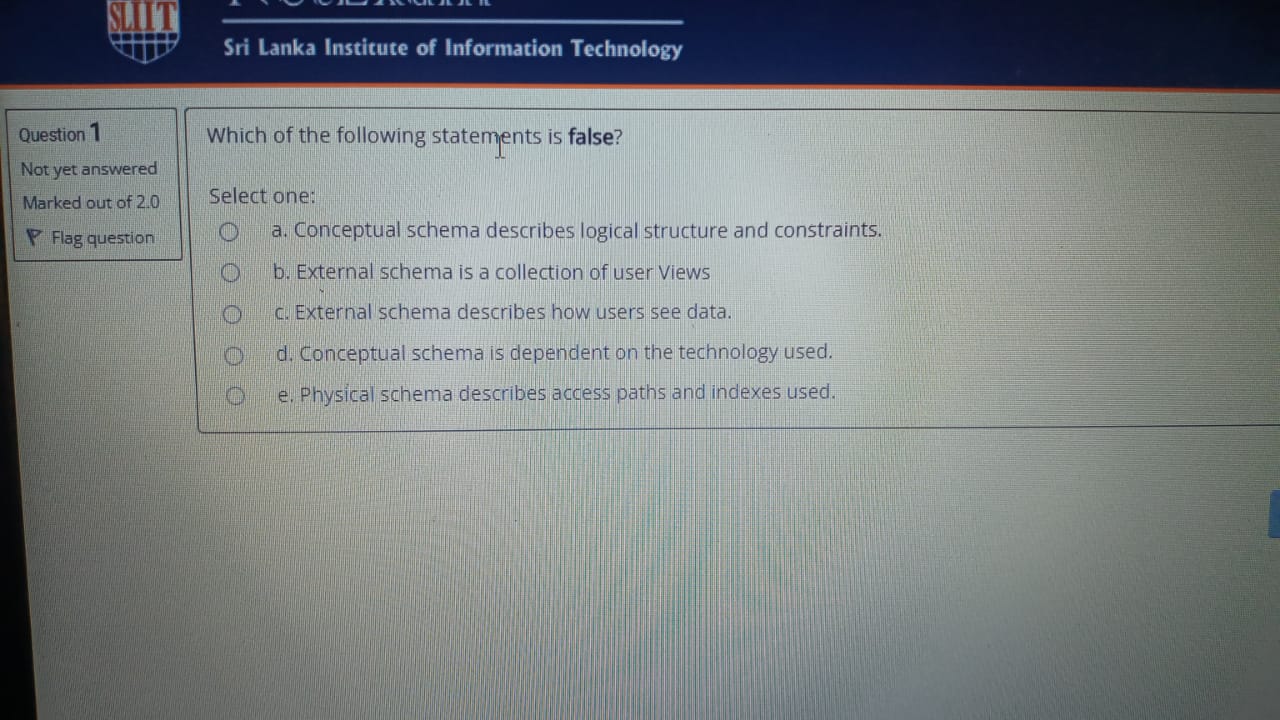 SLIIT
Sri Lanka Institute of Information Technology
Question 1
Not yet answered
Marked out of 2.0
Flag question
Which of the following statements is false?
Select one:
a. Conceptual schema describes logical structure and constraints.
b. External schema is a collection of user Views
c. External schema describes how users see data.
d. Conceptual schema is dependent on the technology used.
e. Physical schema describes access paths and indexes used.